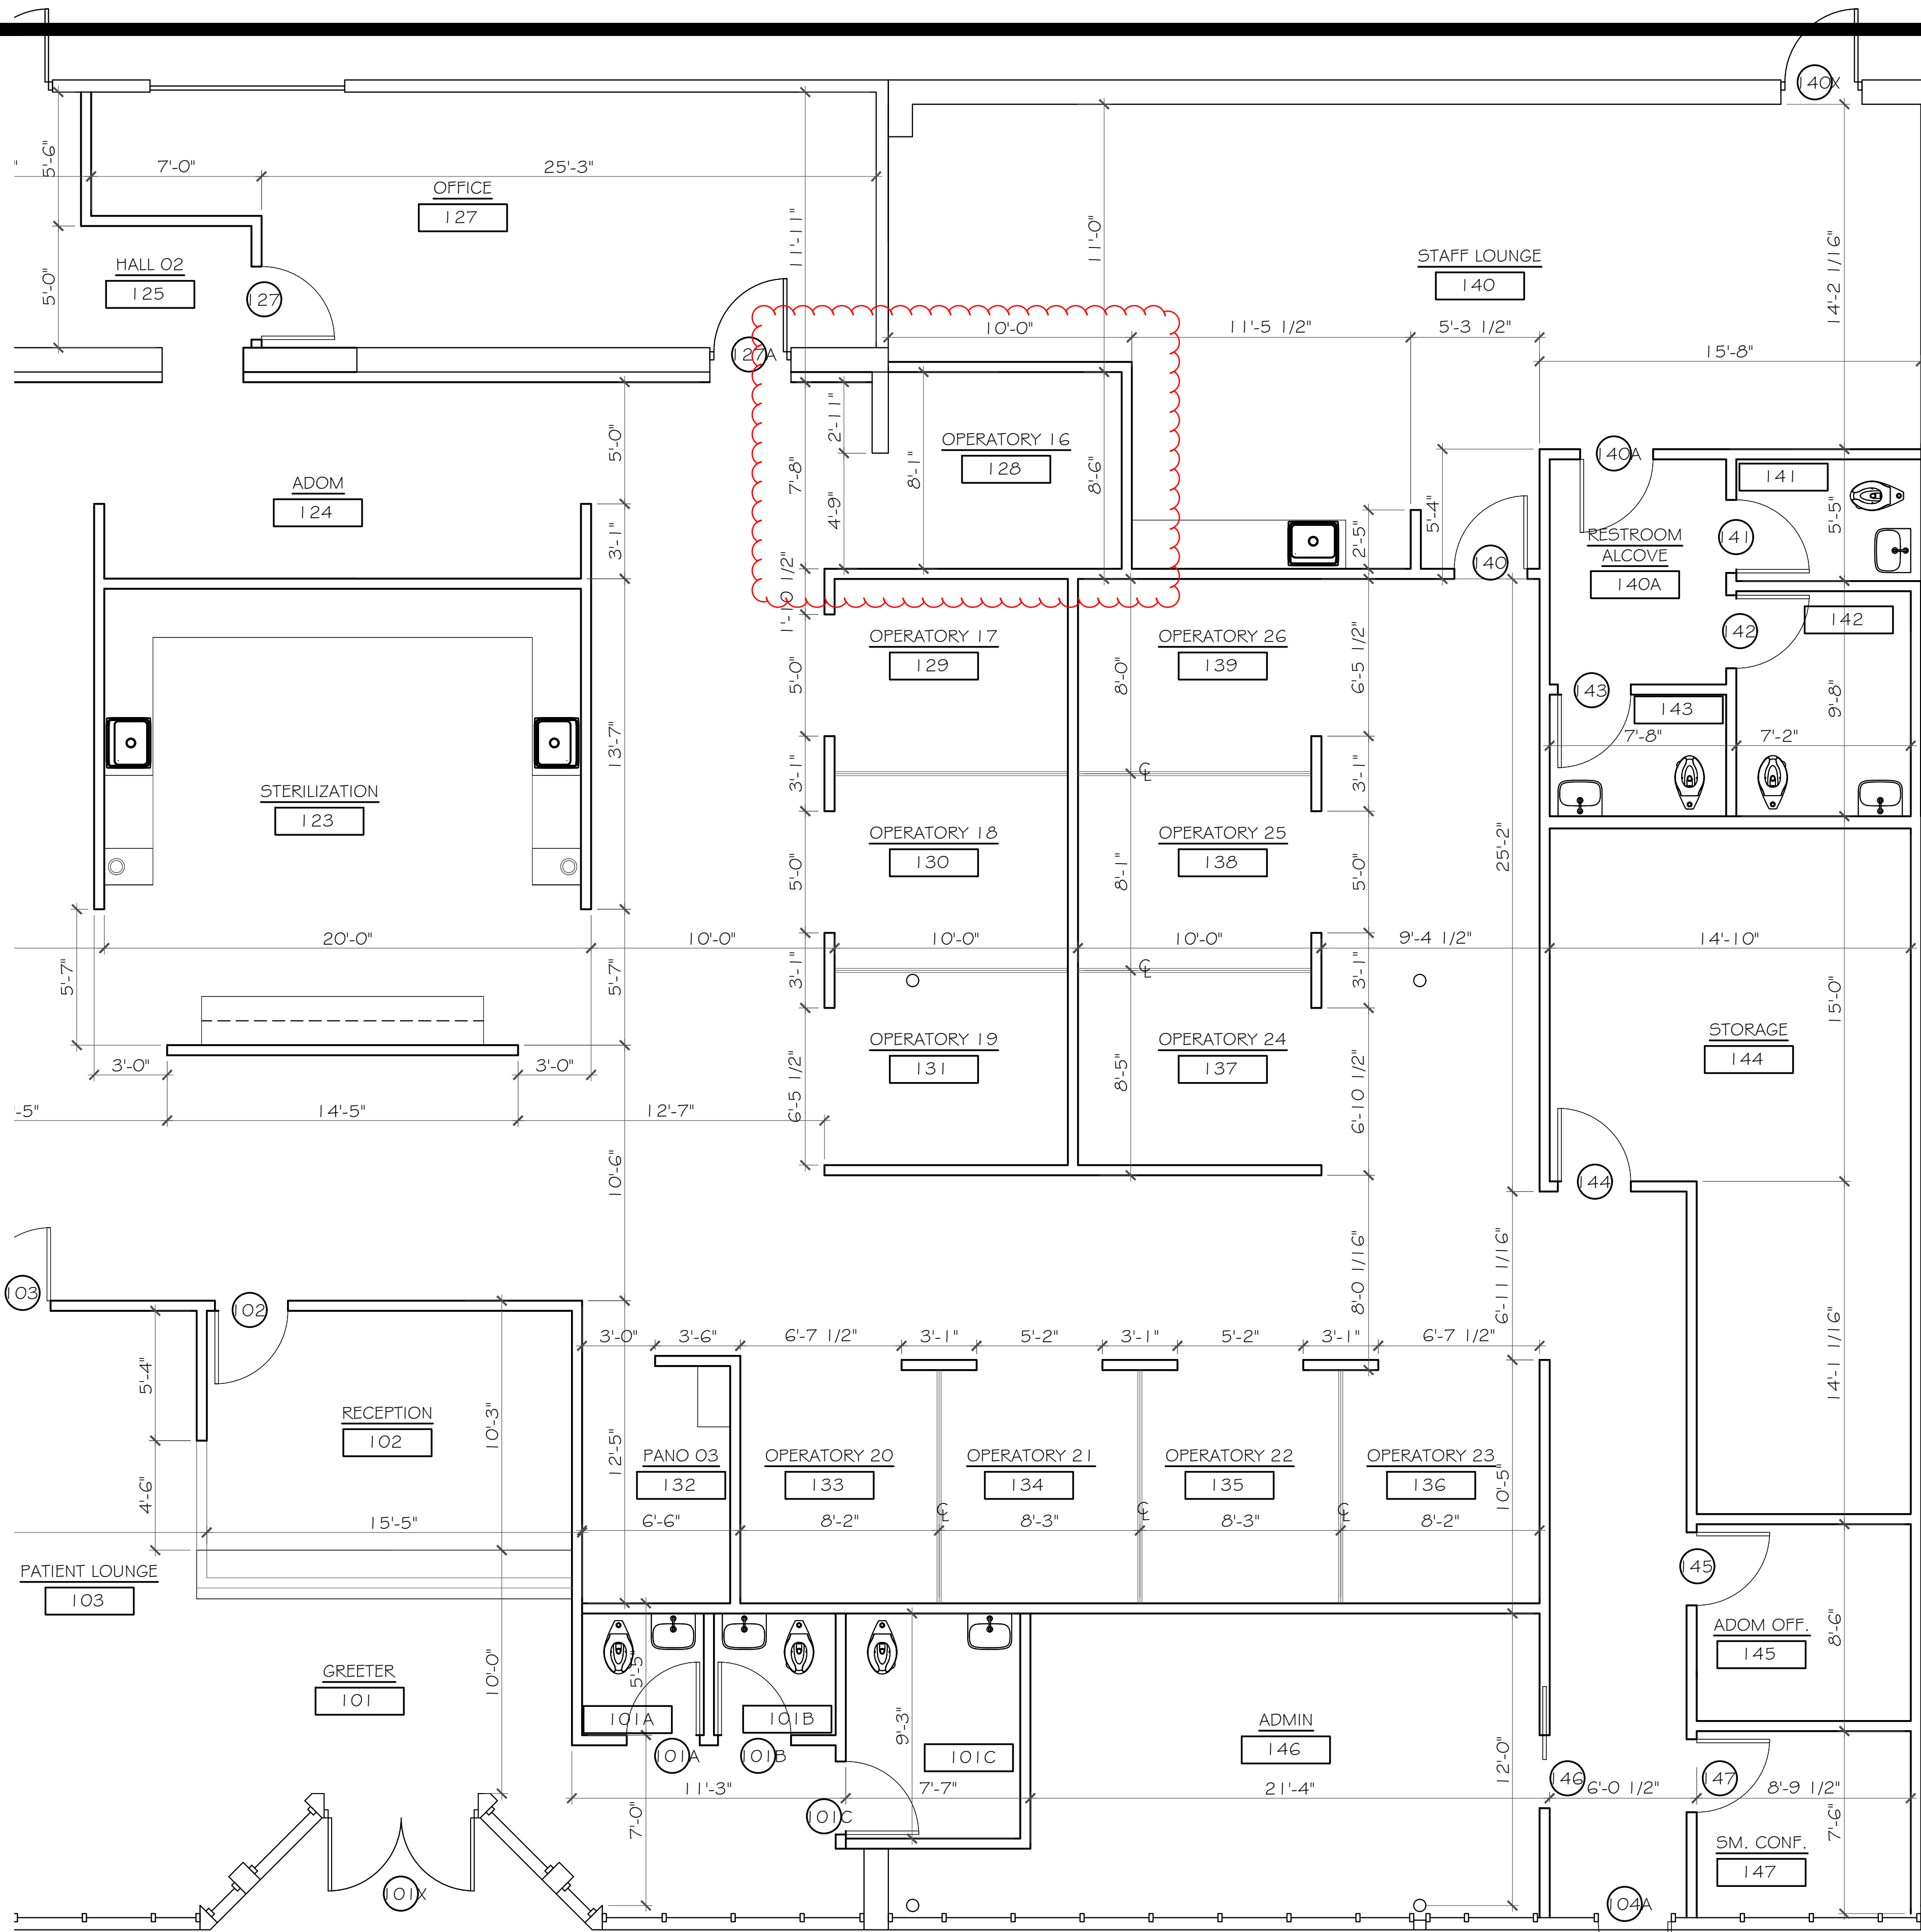 140X
5'-6"
7'-0"
25'-3"
OFFICE
127
11'-11"
11'-0"
14'-2 1/16"
HALL 02
125
5'-0"
127
STAFF LOUNGE
140
127A
10'-0"
11'-5 1/2"
5'-3 1/2"
15'-8"
5'-0"
2'-11"
7'-8"
4'-9"
8'-1"
OPERATORY 16
128
8'-6"
ADOM
124
3'-1"
1'-10 1/2"
2'-5"
5'-4"
140
140A
141
5'-5"
141
RESTROOM
ALCOVE
140A
142
142
OPERATORY 17
129
5'-0"
8'-0"
OPERATORY 26
139
6'-5 1/2"
143
143
9'-8"
7'-8"
7'-2"
13'-7"
3'-1"
CL
3'-1"
STERILIZATION
123
OPERATORY 18
130
5'-0"
8'-1"
OPERATORY 25
138
5'-0"
25'-2"
20'-0"
10'-0"
10'-0"
10'-0"
9'-4 1/2"
14'-10"
5'-7"
5'-7"
3'-1"
CL
3'-1"
15'-0"
STORAGE
144
OPERATORY 19
131
6'-5 1/2"
8'-5"
OPERATORY 24
137
6'-10 1/2"
3'-0"
3'-0"
-5"
14'-5"
12'-7"
10'-6"
144
8'-0 1/16"
6'-11 1/16"
14'-1 1/16"
103
102
3'-0"
3'-6"
6'-7 1/2"
3'-1"
5'-2"
3'-1"
5'-2"
3'-1"
6'-7 1/2"
5'-4"
RECEPTION
102
10'-3"
12'-5"
PANO 03
132
OPERATORY 20
133
OPERATORY 21
134
OPERATORY 22
135
OPERATORY 23
136
10'-5"
4'-6"
15'-5"
6'-6"
8'-2"
CL
8'-3"
CL
8'-3"
CL
8'-2"
PATIENT LOUNGE
103
145
ADOM OFF.
145
8'-6"
GREETER
101
10'-0"
5'-5"
101A
101B
101A
101B
9'-3"
101C
ADMIN
146
12'-0"
146
147
11'-3"
7'-7"
21'-4"
6'-0 1/2"
8'-9 1/2"
7'-0"
101C
7'-6"
SM. CONF.
147
101X
104A